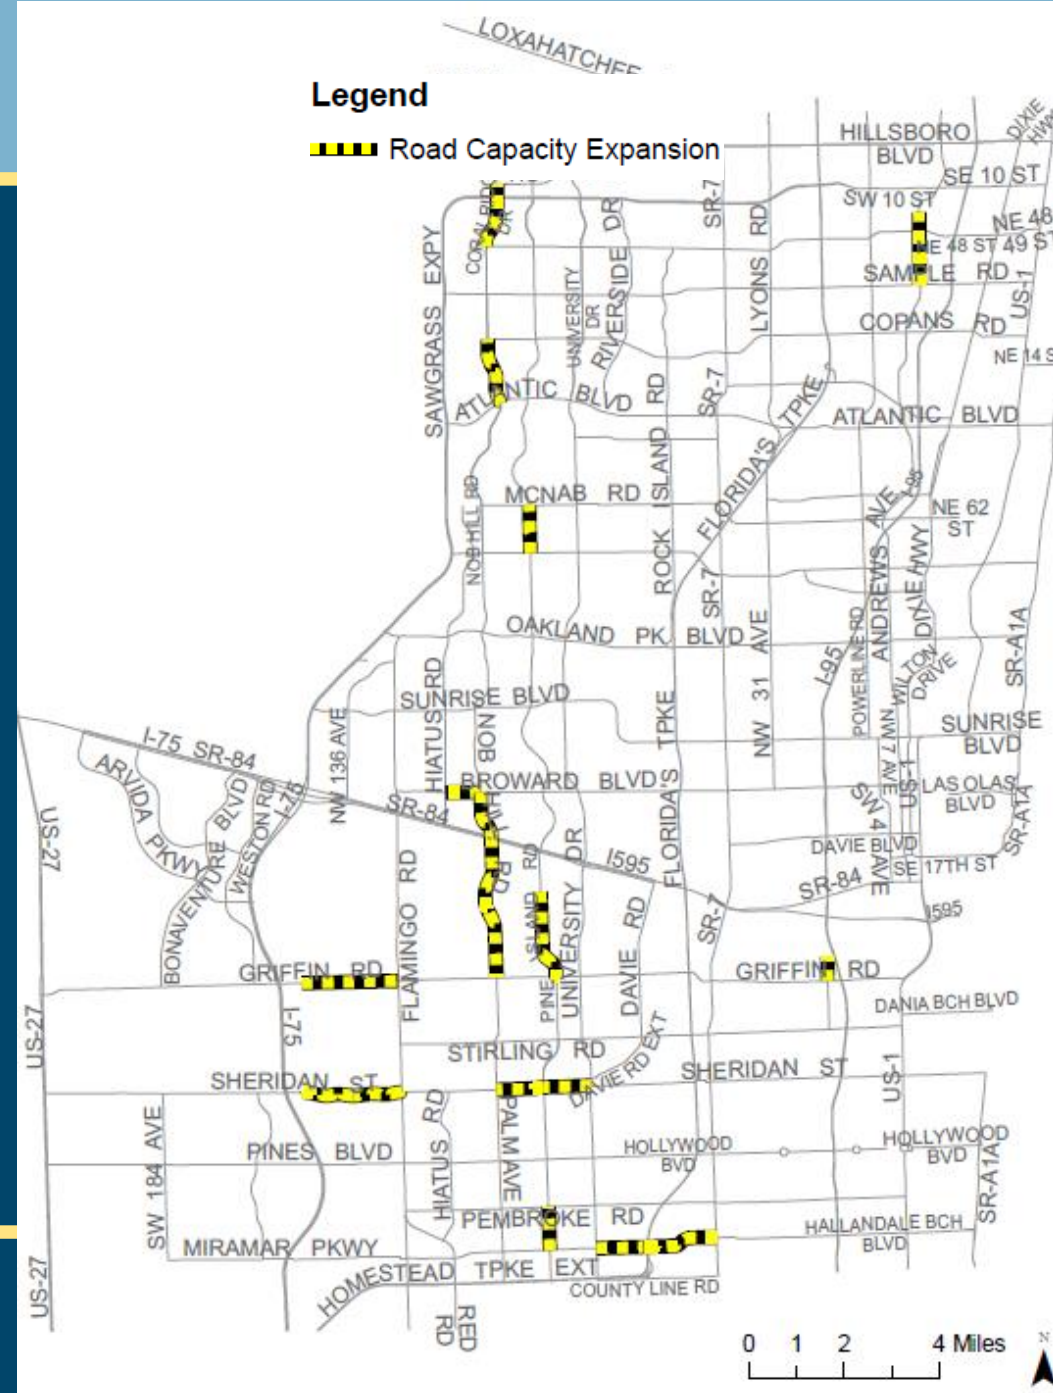 LOXAHATCHEE
Legend
Road Capacity Expansion
DIXIE
HWY
HILLSBORO
BLVD
SE 10 ST
SW 10 ST
SR-7
LYONS RD
CORAL RIDGE
DR
RIVERSIDE DR
UNIVERSITY
DR
SAWGRASS EXPY
NE 48
NE 48 ST 49 ST
SAMPLE RD
US-1
COPANS RD
NE 14 S
ATLANTIC BLVD
ROCK ISLAND RD
SR-7
FLORIDA'S TPKE
ATLANTIC BLVD
MCNAB RD
NOB HILL RD
I-95
NE 62
ST
ANDREWS AVE
DIXIE HWY
SR-7
OAKLAND PK BLVD
NW 31 AVE
I-95
POWERLINE RD
WILTON
DRIVE
SR-A1A
SUNRISE BLVD
HIATUS RD
NOB HILL RD
NW 136 AVE
FLORIDA'S TPKE
NW 7 AVE
SUNRISE
BLVD
I-75 SR-84
ARVIDA PKWY
BONAVENTURE BLVD
WESTON RD
I-75
BROWARD BLVD
SR-84
US-1
LAS OLAS
BLVD
SW 4 AVE
SR-A1A
US-27
DAVIE BLVD
SE 17TH ST
I595
SR-84
I595
FLAMINGO RD
PINE ISLAND RD
UNIVERSITY DR
DAVIE RD
SR-7
GRIFFIN RD
GRIFFIN RD
DANIA BCH BLVD
US-27
I-75
STIRLING RD
DAVIE RD EXT
SHERIDAN ST
SHERIDAN ST
US-1
SW 184 AVE
PINES BLVD
HIATUS RD
PALM AVE
HOLLYWOOD
BVD
HOLLYWOOD
BVD
SR-A1A
PEMBROKE RD
HALLANDALE BCH
BLVD
MIRAMAR PKWY
HOMESTEAD TPKE EXT
COUNTY LINE RD
US-27
RED
RD
0 1 2 4 Miles
N